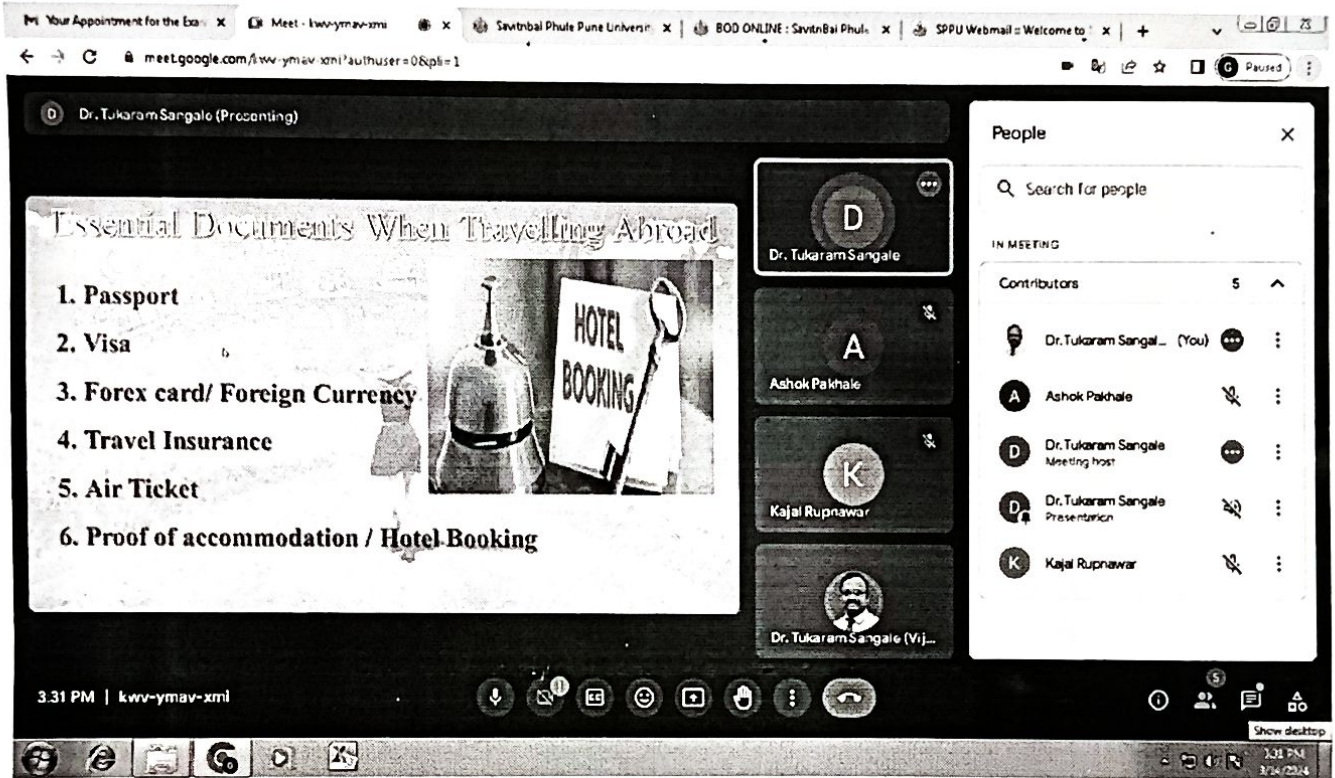 Your Appointment for the Exa
Meet - kwv-ymav-xmi
Savitribai Phule Pune Universit
BOD ONLINE : SavitriBai Phule
SPPU Webmail :: Welcome to
meet.google.com/kwv-ymav-xmi?authuser=0&pli=1
G Paused
D Dr. Tukaram Sangale (Presenting)
Essential Documents When Travelling Abroad
1. Passport
2. Visa
3. Forex card/ Foreign Currency
4. Travel Insurance
5. Air Ticket
6. Proof of accommodation / Hotel Booking
HOTEL
BOOKING
D
Dr. Tukaram Sangale
A
Ashok Pakhale
K
Kajal Rupnawar
Dr. Tukaram Sangale (Vij...
People
Search for people
IN MEETING
Contributors 5
Dr. Tukaram Sangal... (You)
A Ashok Pakhale
D Dr. Tukaram Sangale
Meeting host
D Dr. Tukaram Sangale
Presentation
K Kajal Rupnawar
3.31 PM | kwv-ymav-xmi
CC
5
Show desktop
3:31 PM